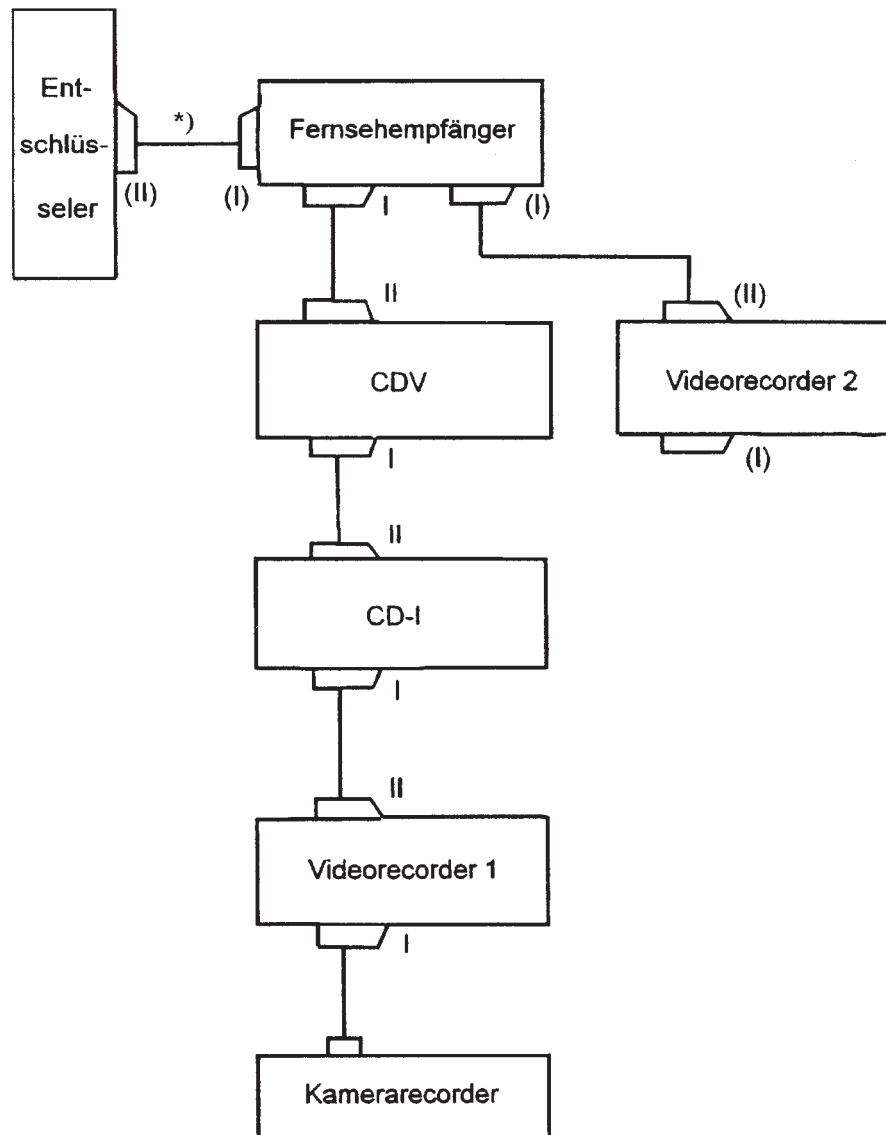 Ent-
schlüs-
seler
*)
(II)
(I)
Fernsehempfänger
I
(I)
II
CDV
I
(II)
Videorecorder 2
(I)
II
CD-I
I
II
Videorecorder 1
I
Kamerarecorder